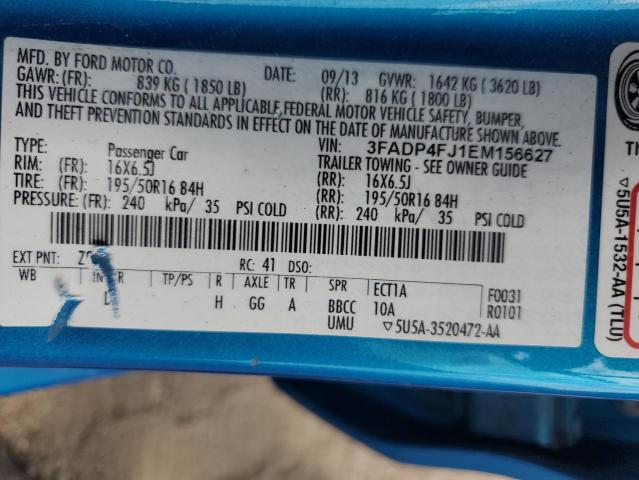 MFD. BY FORD MOTOR CO.
DATE: 09/13 GVWR: 1642 KG ( 3620 LB)
GAWR: (FR): 839 KG ( 1850 LB) (RR): 816 KG ( 1800 LB)
THIS VEHICLE CONFORMS TO ALL APPLICABLE FEDERAL MOTOR VEHICLE SAFETY, BUMPER,
AND THEFT PREVENTION STANDARDS IN EFFECT ON THE DATE OF MANUFACTURE SHOWN ABOVE.
VIN: 3FADP4FJ1EM156627
TYPE: Passenger Car TRAILER TOWING - SEE OWNER GUIDE
RIM: (FR): 16X6.5J (RR): 16X6.5J
TIRE: (FR): 195/50R16 84H (RR): 195/50R16 84H
PRESSURE: (FR): 240 kPa/ 35 PSI COLD (RR): 240 kPa/ 35 PSI COLD
EXT PNT: RC: 41 DSO:
WB TP/PS R AXLE TR SPR ECT1A F0031
H GG A BBCC 10A R0101
UMU ▽5U5A-3520472-AA
▽5U5A-1532-AA (TLU)